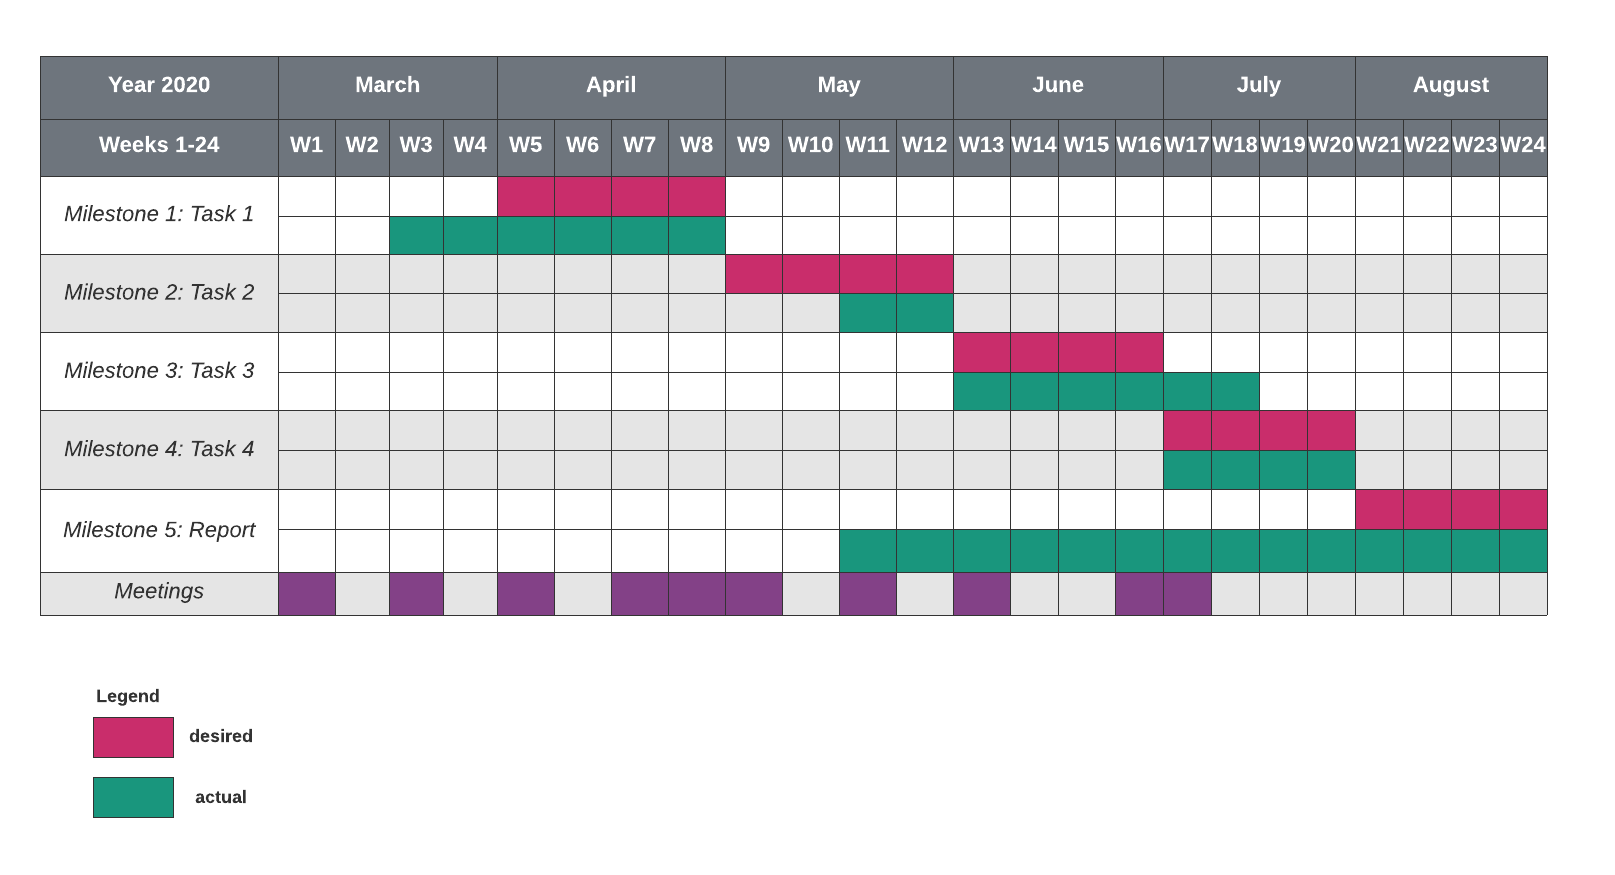 Year 2020 March April May June July August
Weeks 1-24 W1 W2 W3 W4 W5 W6 W7 W8 W9 W10 W11 W12 W13 W14 W15 W16 W17 W18 W19 W20 W21 W22 W23 W24
Milestone 1: Task 1
Milestone 2: Task 2
Milestone 3: Task 3
Milestone 4: Task 4
Milestone 5: Report
Meetings
Legend
desired
actual